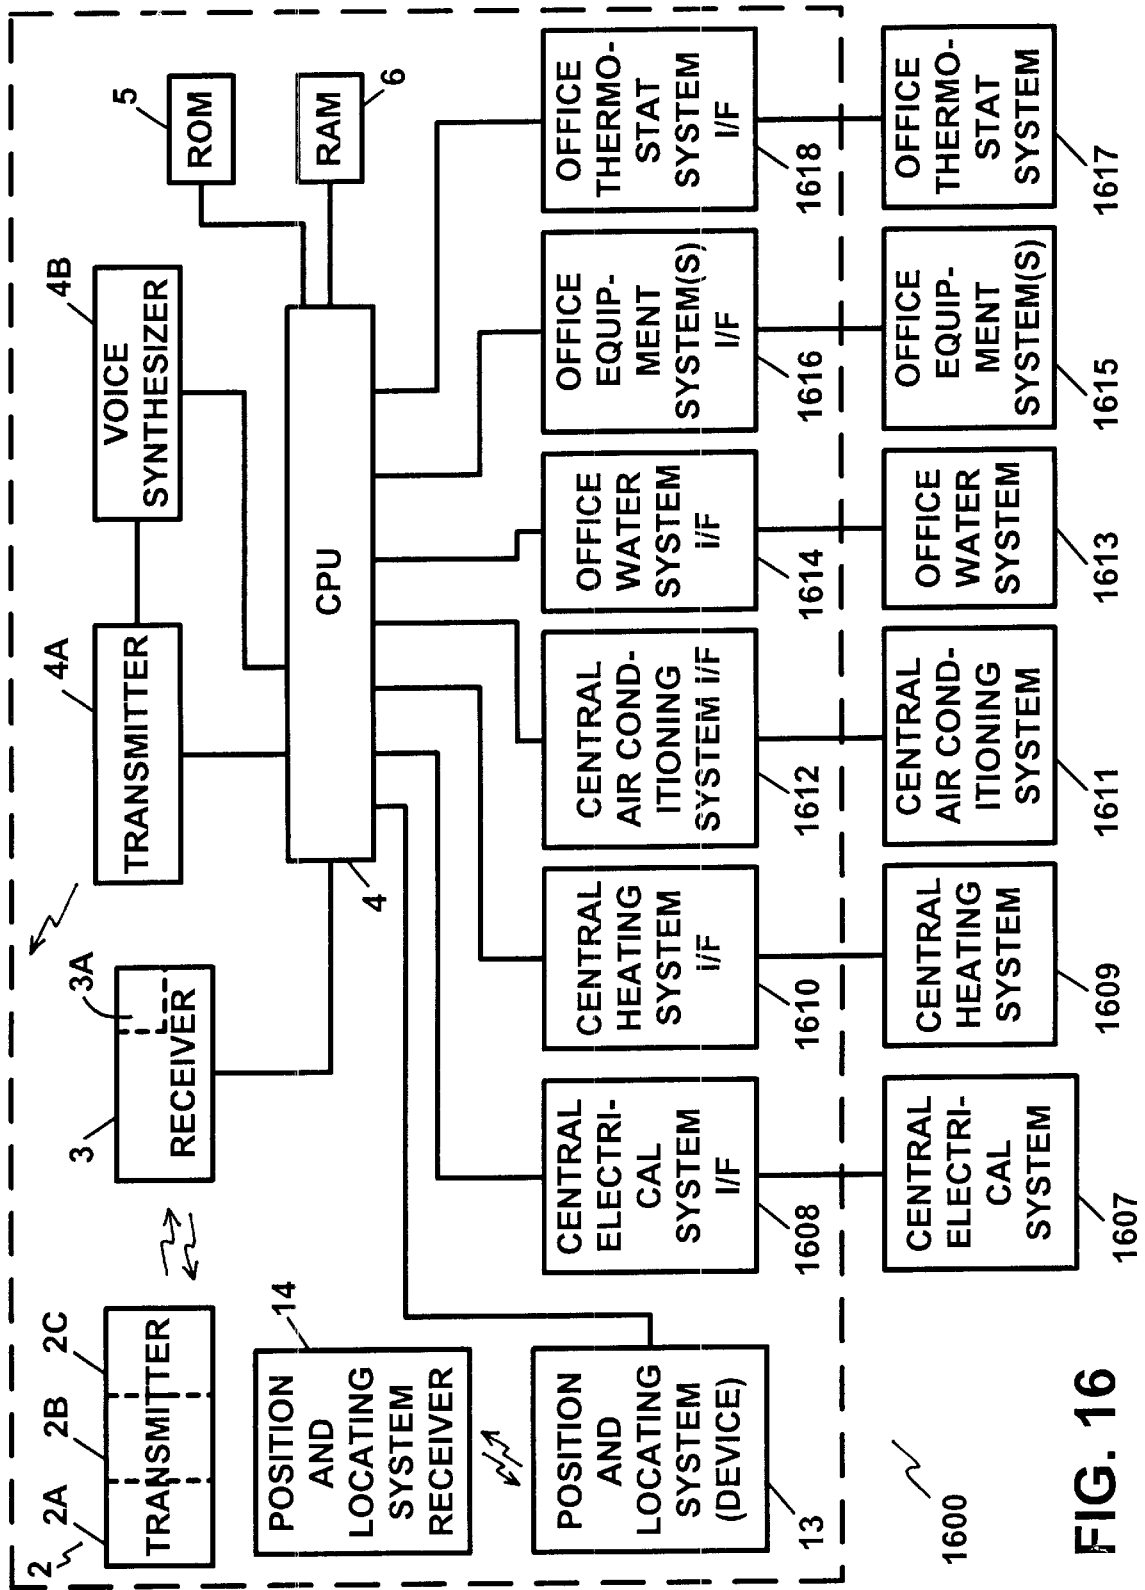 2
2A
2B
2C
TRANSMITTER
3
3A
RECEIVER
4A
TRANSMITTER
4B
VOICE
SYNTHESIZER
5
ROM
6
RAM
14
POSITION
AND
LOCATING
SYSTEM
RECEIVER
4
CPU
POSITION
AND
LOCATING
SYSTEM
(DEVICE)
13
CENTRAL
ELECTRI-
CAL
SYSTEM
I/F
1608
CENTRAL
HEATING
SYSTEM
i/F
1610
CENTRAL
AIR COND-
ITIONING
SYSTEM i/F
1612
OFFICE
WATER
SYSTEM
i/F
1614
OFFICE
EQUIP-
MENT
SYSTEM(S)
I/F
1616
OFFICE
THERMO-
STAT
SYSTEM
I/F
1618
CENTRAL
ELECTRI-
CAL
SYSTEM
1607
CENTRAL
HEATING
SYSTEM
1609
CENTRAL
AIR COND-
ITIONING
SYSTEM
1611
OFFICE
WATER
SYSTEM
1613
OFFICE
EQUIP-
MENT
SYSTEM(S)
1615
OFFICE
THERMO-
STAT
SYSTEM
1617
1600
FIG. 16